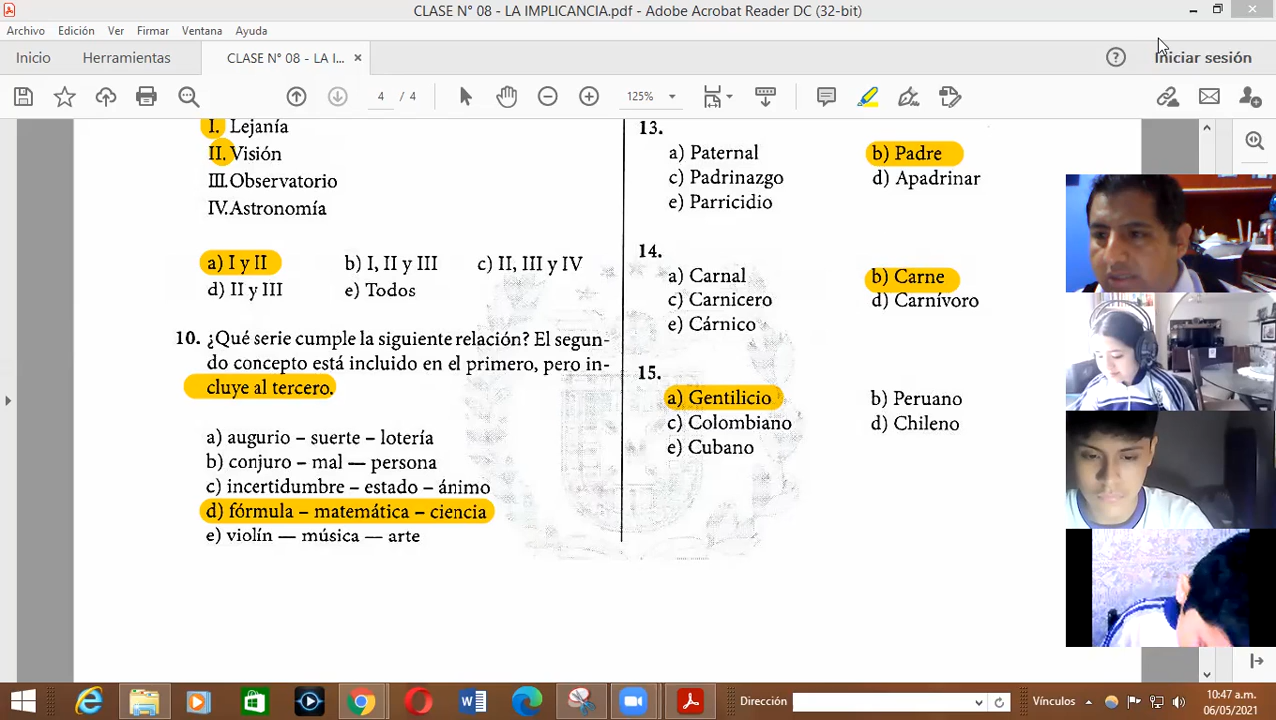 CLASE N° 08 - LA IMPLICANCIA.pdf - Adobe Acrobat Reader DC (32-bit)
Archivo Edición Ver Firmar Ventana Ayuda
Inicio Herramientas CLASE N° 08 - LA I... × Iniciar sesión
4 / 4 125%
I. Lejanía
II. Visión
III. Observatorio
IV. Astronomía
a) I y II b) I, II y III c) II, III y IV
d) II y III e) Todos
10. ¿Qué serie cumple la siguiente relación? El segun-
do concepto está incluido en el primero, pero in-
cluye al tercero.
a) augurio – suerte – lotería
b) conjuro – mal — persona
c) incertidumbre – estado – ánimo
d) fórmula – matemática – ciencia
e) violín — música — arte
13.
a) Paternal b) Padre
c) Padrinazgo d) Apadrinar
e) Parricidio
14.
a) Carnal b) Carne
c) Carnicero d) Carnívoro
e) Cárnico
15.
a) Gentilicio b) Peruano
c) Colombiano d) Chileno
e) Cubano
Dirección Vínculos » 10:47 a.m.
06/05/2021